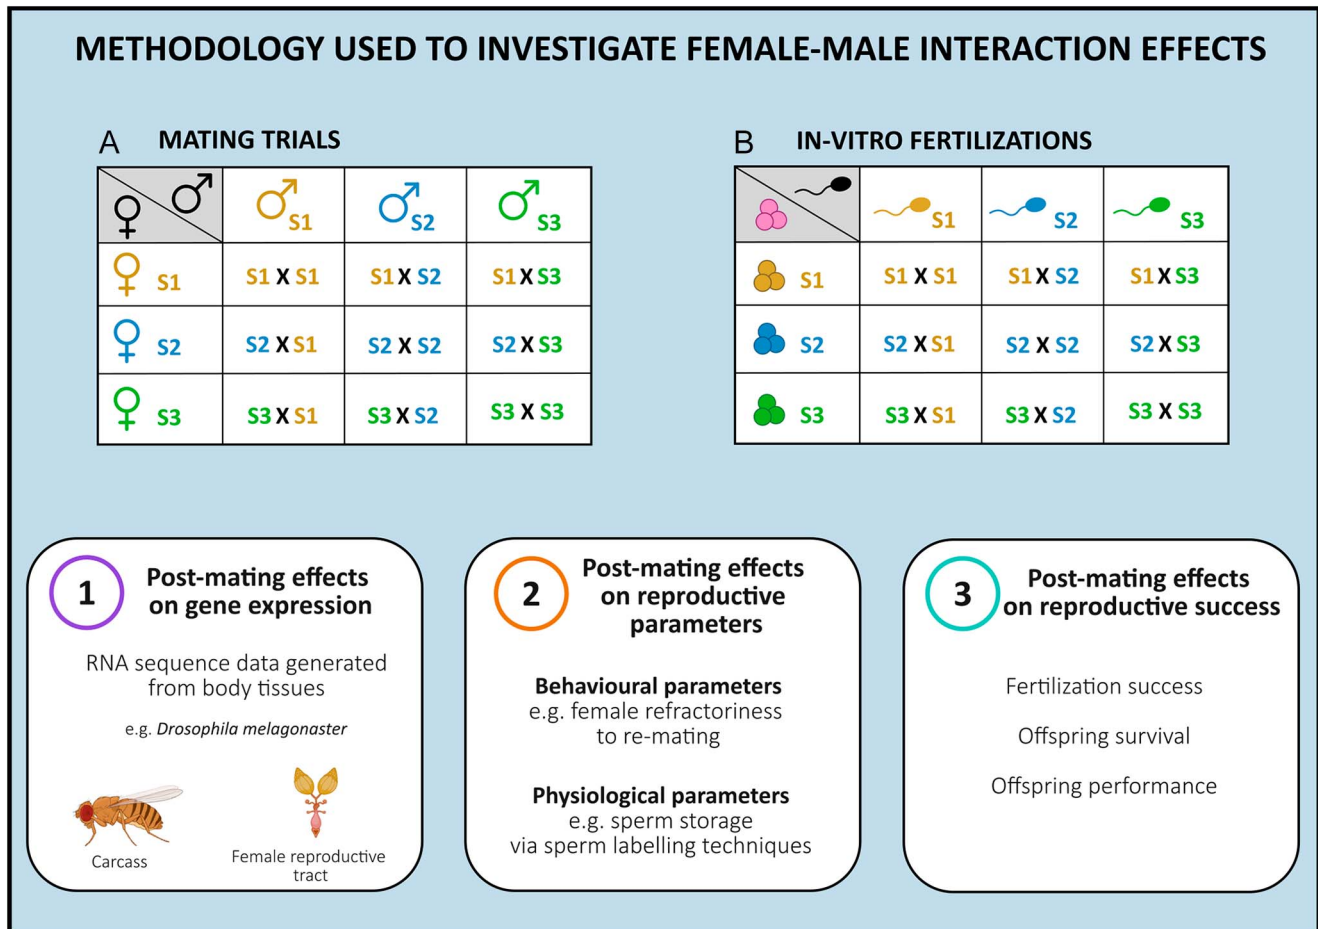 METHODOLOGY USED TO INVESTIGATE FEMALE-MALE INTERACTION EFFECTS
A MATING TRIALS
S1 S2 S3
S1 S1 X S1 S1 X S2 S1 X S3
S2 S2 X S1 S2 X S2 S2 X S3
S3 S3 X S1 S3 X S2 S3 X S3
B IN-VITRO FERTILIZATIONS
S1 S2 S3
S1 S1 X S1 S1 X S2 S1 X S3
S2 S2 X S1 S2 X S2 S2 X S3
S3 S3 X S1 S3 X S2 S3 X S3
1
Post-mating effects
on gene expression
RNA sequence data generated
from body tissues
e.g. Drosophila melagonaster
Carcass
Female reproductive
tract
2
Post-mating effects
on reproductive
parameters
Behavioural parameters
e.g. female refractoriness
to re-mating
Physiological parameters
e.g. sperm storage
via sperm labelling techniques
3
Post-mating effects
on reproductive success
Fertilization success
Offspring survival
Offspring performance